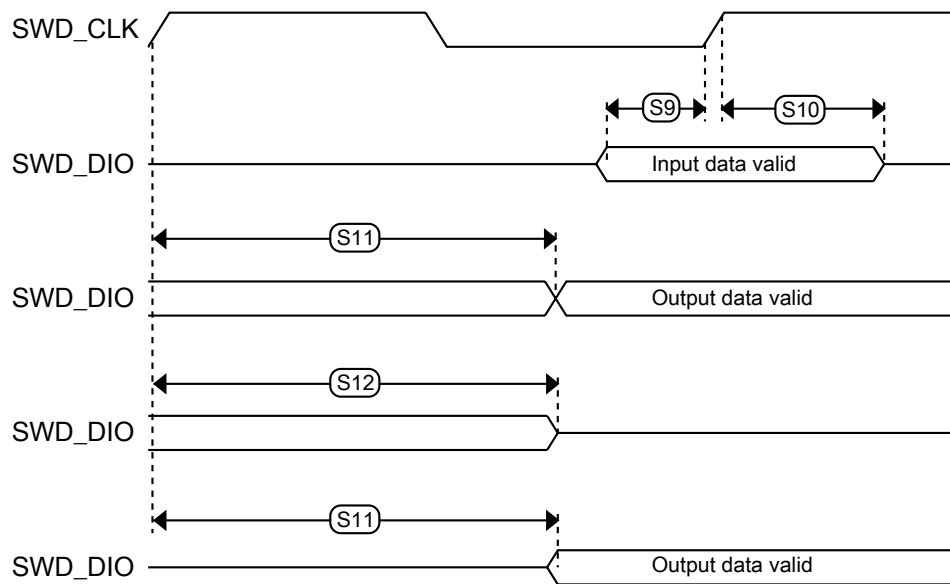 SWD_CLK
S9
S10
SWD_DIO
Input data valid
S11
SWD_DIO
Output data valid
S12
SWD_DIO
S11
SWD_DIO
Output data valid